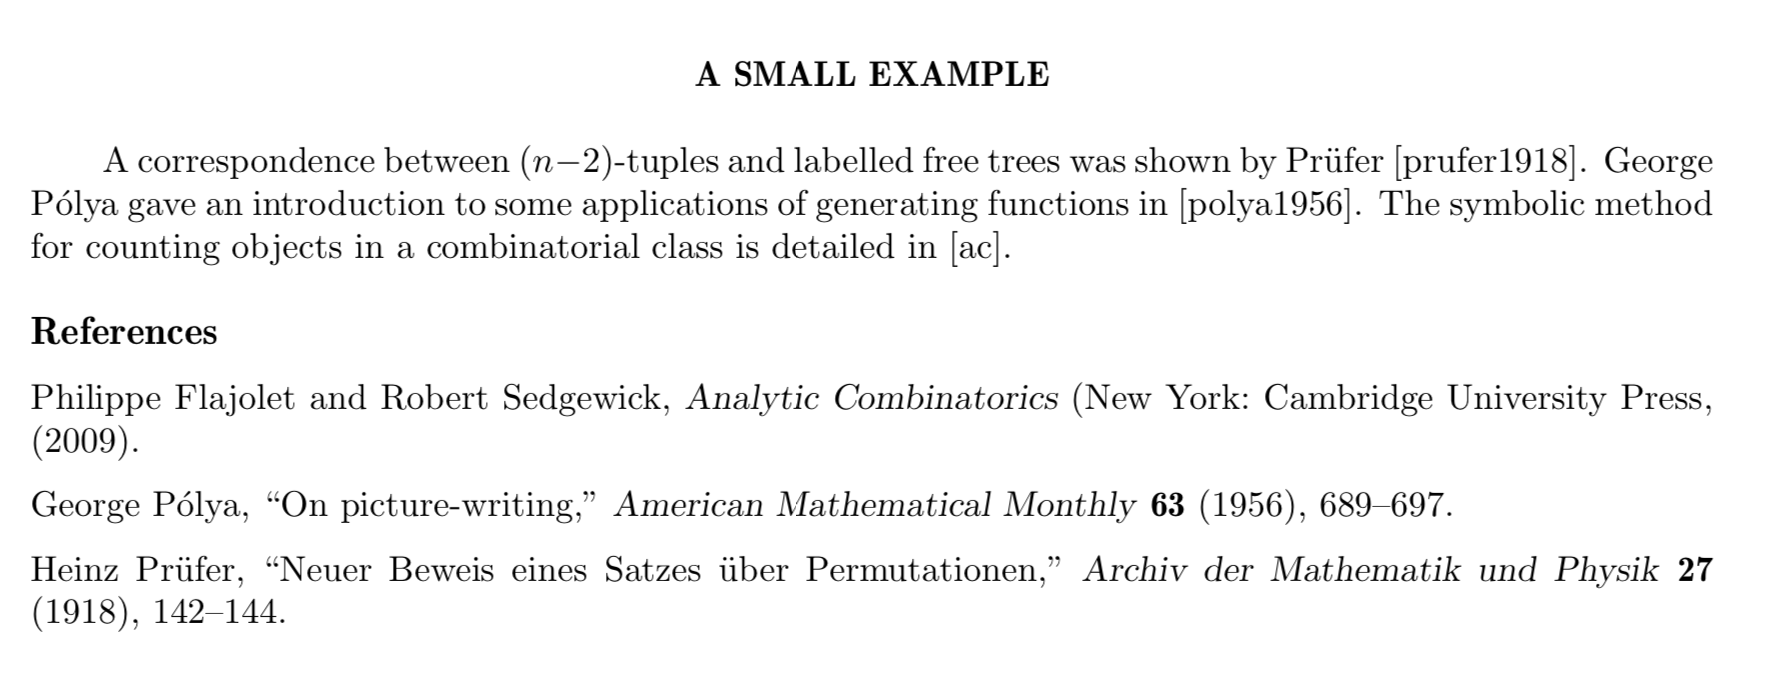 A SMALL EXAMPLE
A correspondence between (n−2)-tuples and labelled free trees was shown by Prüfer [prufer1918]. George
Pólya gave an introduction to some applications of generating functions in [polya1956]. The symbolic method
for counting objects in a combinatorial class is detailed in [ac].
References
Philippe Flajolet and Robert Sedgewick, Analytic Combinatorics (New York: Cambridge University Press,
(2009).
George Pólya, “On picture-writing,” American Mathematical Monthly 63 (1956), 689–697.
Heinz Prüfer, “Neuer Beweis eines Satzes über Permutationen,” Archiv der Mathematik und Physik 27
(1918), 142–144.